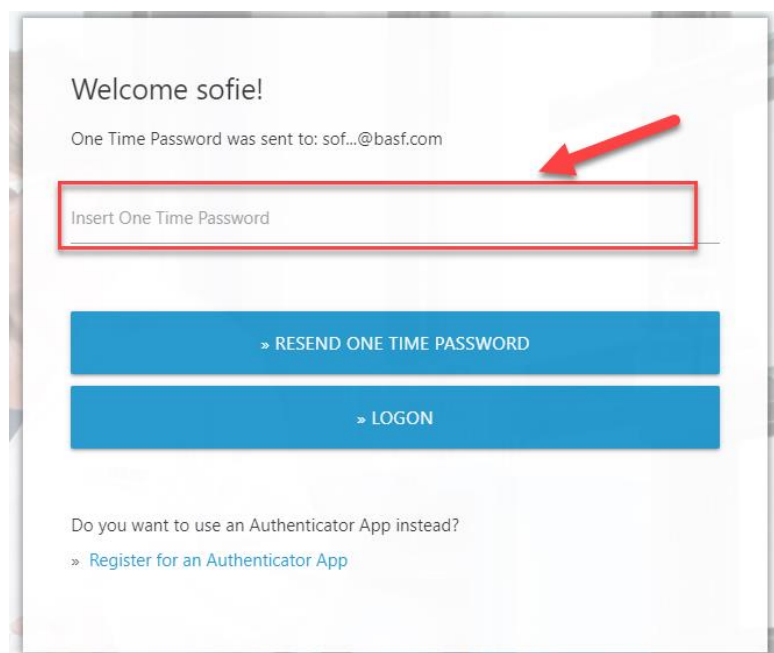 Welcome sofie!
One Time Password was sent to: sof...@basf.com
Insert One Time Password
» RESEND ONE TIME PASSWORD
» LOGON
Do you want to use an Authenticator App instead?
» Register for an Authenticator App